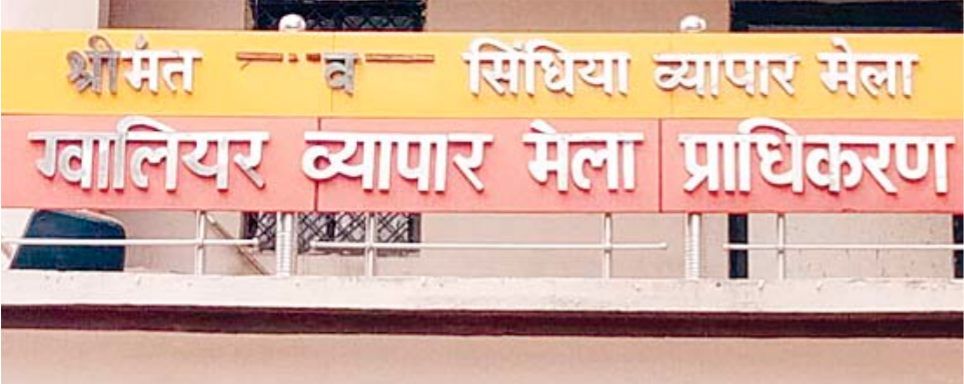 श्रीमंत व सिंधिया व्यापार मेला
ग्वालियर व्यापार मेला प्राधिकरण